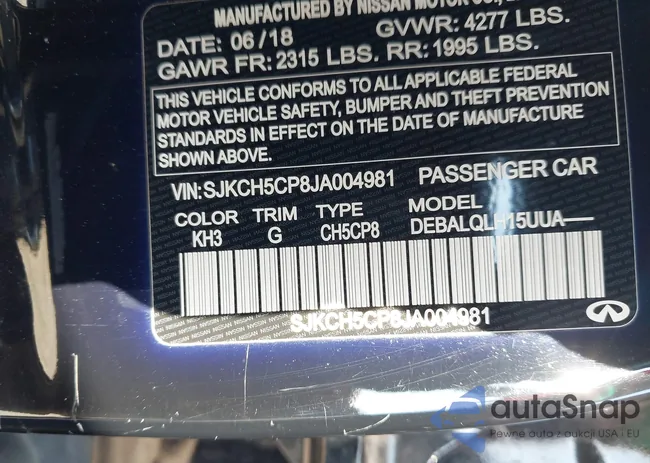 MANUFACTURED BY NISSAN MOTOR CO.,
DATE: 06/18 GVWR: 4277 LBS.
GAWR FR: 2315 LBS. RR: 1995 LBS.
THIS VEHICLE CONFORMS TO ALL APPLICABLE FEDERAL
MOTOR VEHICLE SAFETY, BUMPER AND THEFT PREVENTION
STANDARDS IN EFFECT ON THE DATE OF MANUFACTURE
SHOWN ABOVE.
VIN: SJKCH5CP8JA004981 PASSENGER CAR
COLOR TRIM TYPE MODEL
KH3 G CH5CP8 DEBALQLH15UUA—
SJKCH5CP8JA004981
INFINITI
autaSnap
Pewne auto z aukcji USA i EU